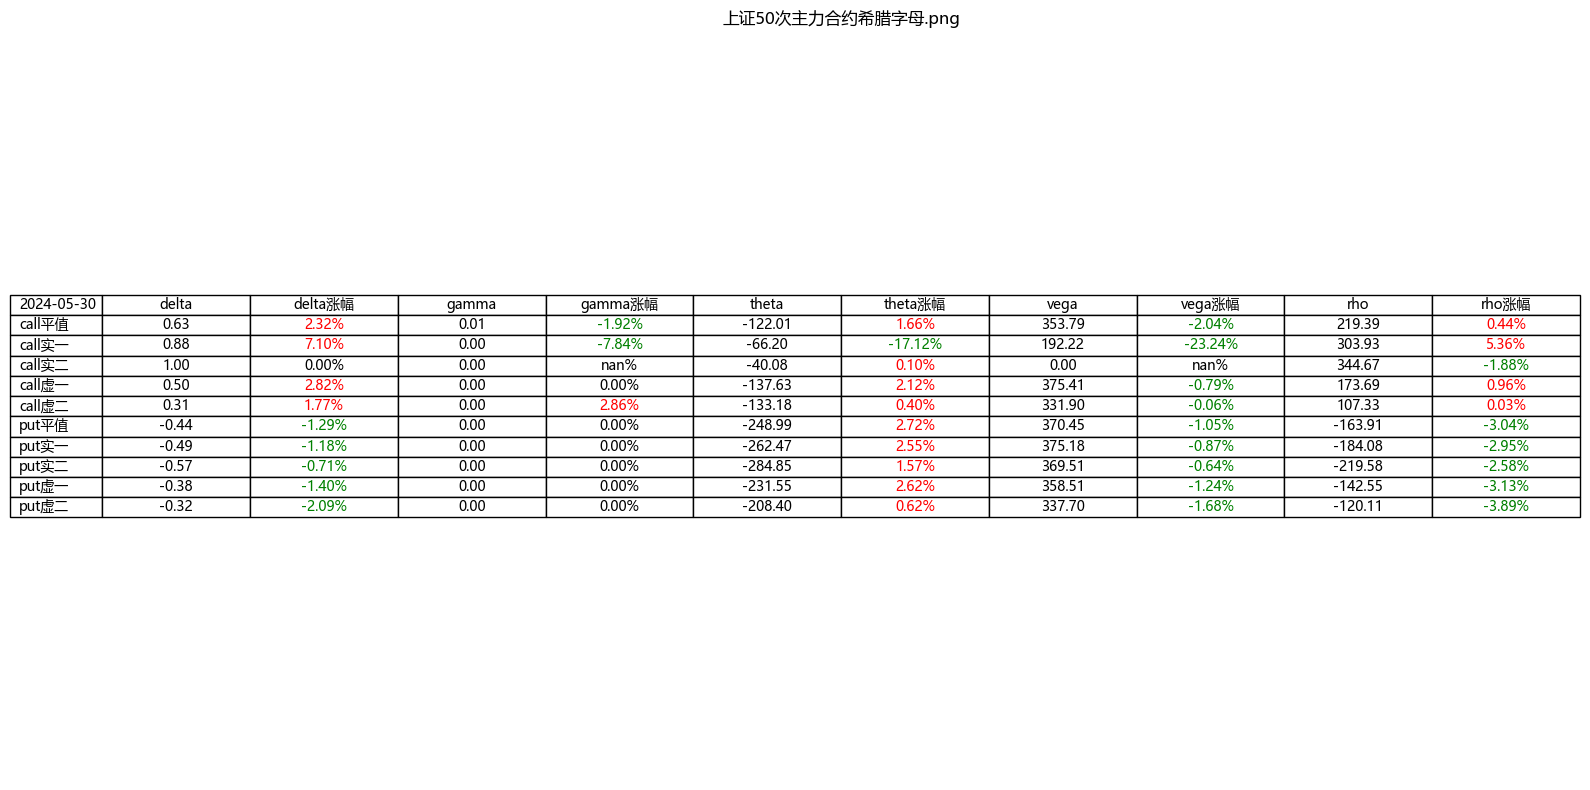 上证50次主力合约希腊字母.png
2024-05-30 delta delta涨幅 gamma gamma涨幅 theta theta涨幅 vega vega涨幅 rho rho涨幅
call平值 0.63 2.32% 0.01 -1.92% -122.01 1.66% 353.79 -2.04% 219.39 0.44%
call实一 0.88 7.10% 0.00 -7.84% -66.20 -17.12% 192.22 -23.24% 303.93 5.36%
call实二 1.00 0.00% 0.00 nan% -40.08 0.10% 0.00 nan% 344.67 -1.88%
call虚一 0.50 2.82% 0.00 0.00% -137.63 2.12% 375.41 -0.79% 173.69 0.96%
call虚二 0.31 1.77% 0.00 2.86% -133.18 0.40% 331.90 -0.06% 107.33 0.03%
put平值 -0.44 -1.29% 0.00 0.00% -248.99 2.72% 370.45 -1.05% -163.91 -3.04%
put实一 -0.49 -1.18% 0.00 0.00% -262.47 2.55% 375.18 -0.87% -184.08 -2.95%
put实二 -0.57 -0.71% 0.00 0.00% -284.85 1.57% 369.51 -0.64% -219.58 -2.58%
put虚一 -0.38 -1.40% 0.00 0.00% -231.55 2.62% 358.51 -1.24% -142.55 -3.13%
put虚二 -0.32 -2.09% 0.00 0.00% -208.40 0.62% 337.70 -1.68% -120.11 -3.89%